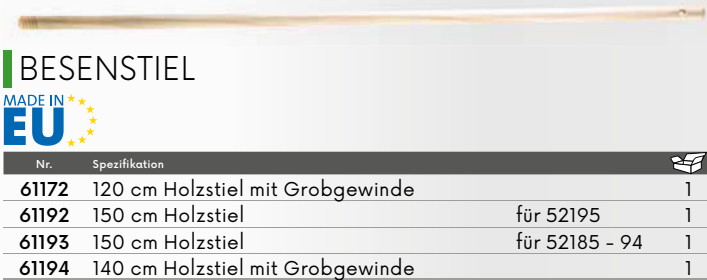 BESENSTIEL
MADE IN
EU
Nr. Spezifikation
61172 120 cm Holzstiel mit Grobgewinde 1
61192 150 cm Holzstiel für 52195 1
61193 150 cm Holzstiel für 52185 - 94 1
61194 140 cm Holzstiel mit Grobgewinde 1